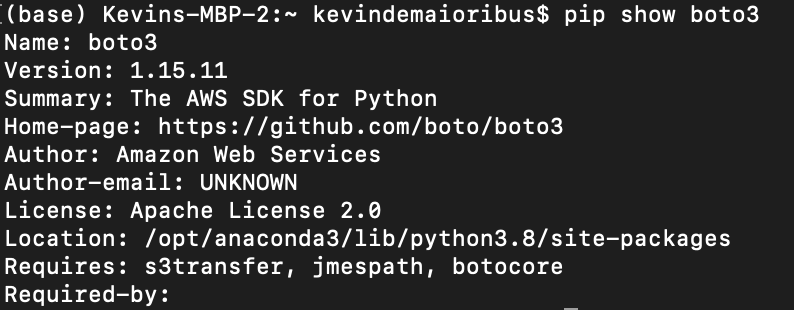 (base) Kevins-MBP-2:~ kevindemaioribus$ pip show boto3
Name: boto3
Version: 1.15.11
Summary: The AWS SDK for Python
Home-page: https://github.com/boto/boto3
Author: Amazon Web Services
Author-email: UNKNOWN
License: Apache License 2.0
Location: /opt/anaconda3/lib/python3.8/site-packages
Requires: s3transfer, jmespath, botocore
Required-by: